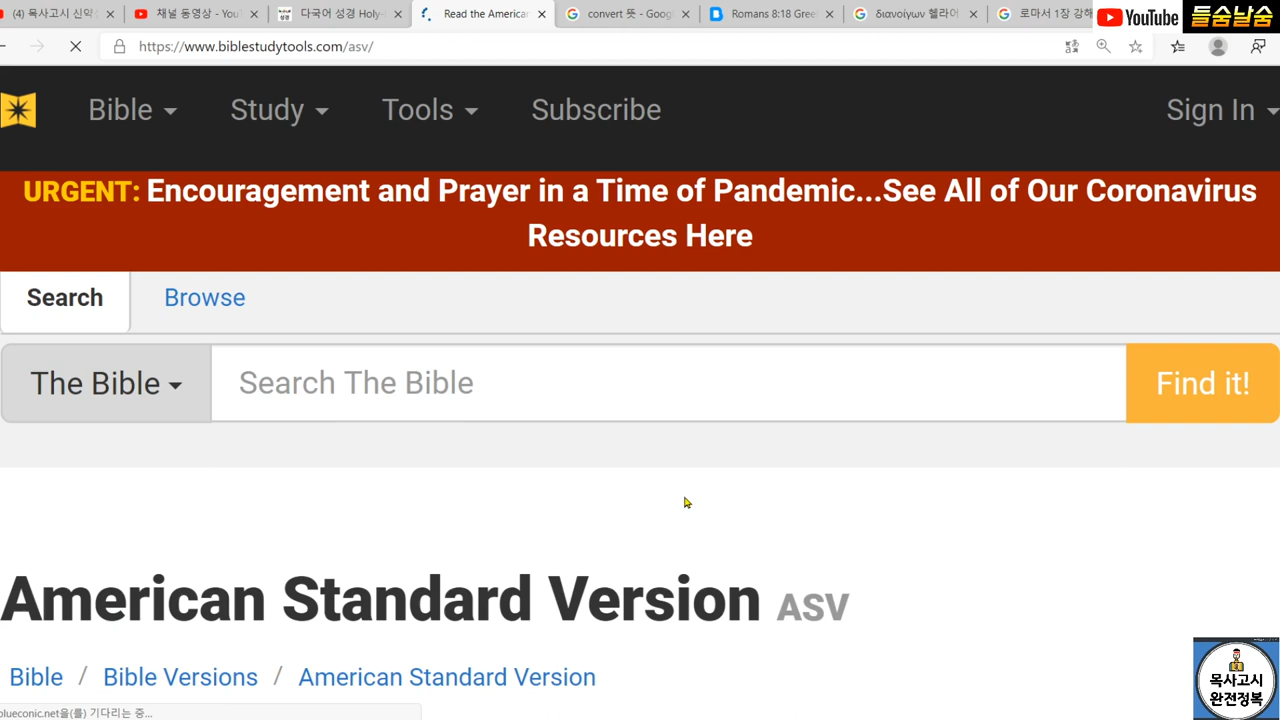 (4) 목사고시 신약
채널 동영상 - You
다국어 성경 Holy-
Read the American
convert 뜻 - Goog
Romans 8:18 Gree
διανοίγων 헬라어
로마서 1장 강해
YouTube
들숨날숨
https://www.biblestudytools.com/asv/
Bible
Study
Tools
Subscribe
Sign In
URGENT: Encouragement and Prayer in a Time of Pandemic...See All of Our Coronavirus
Resources Here
Search
Browse
The Bible
Search The Bible
Find it!
American Standard Version ASV
Bible / Bible Versions / American Standard Version
blueconic.net을(를) 기다리는 중...
목사고시
완전정복